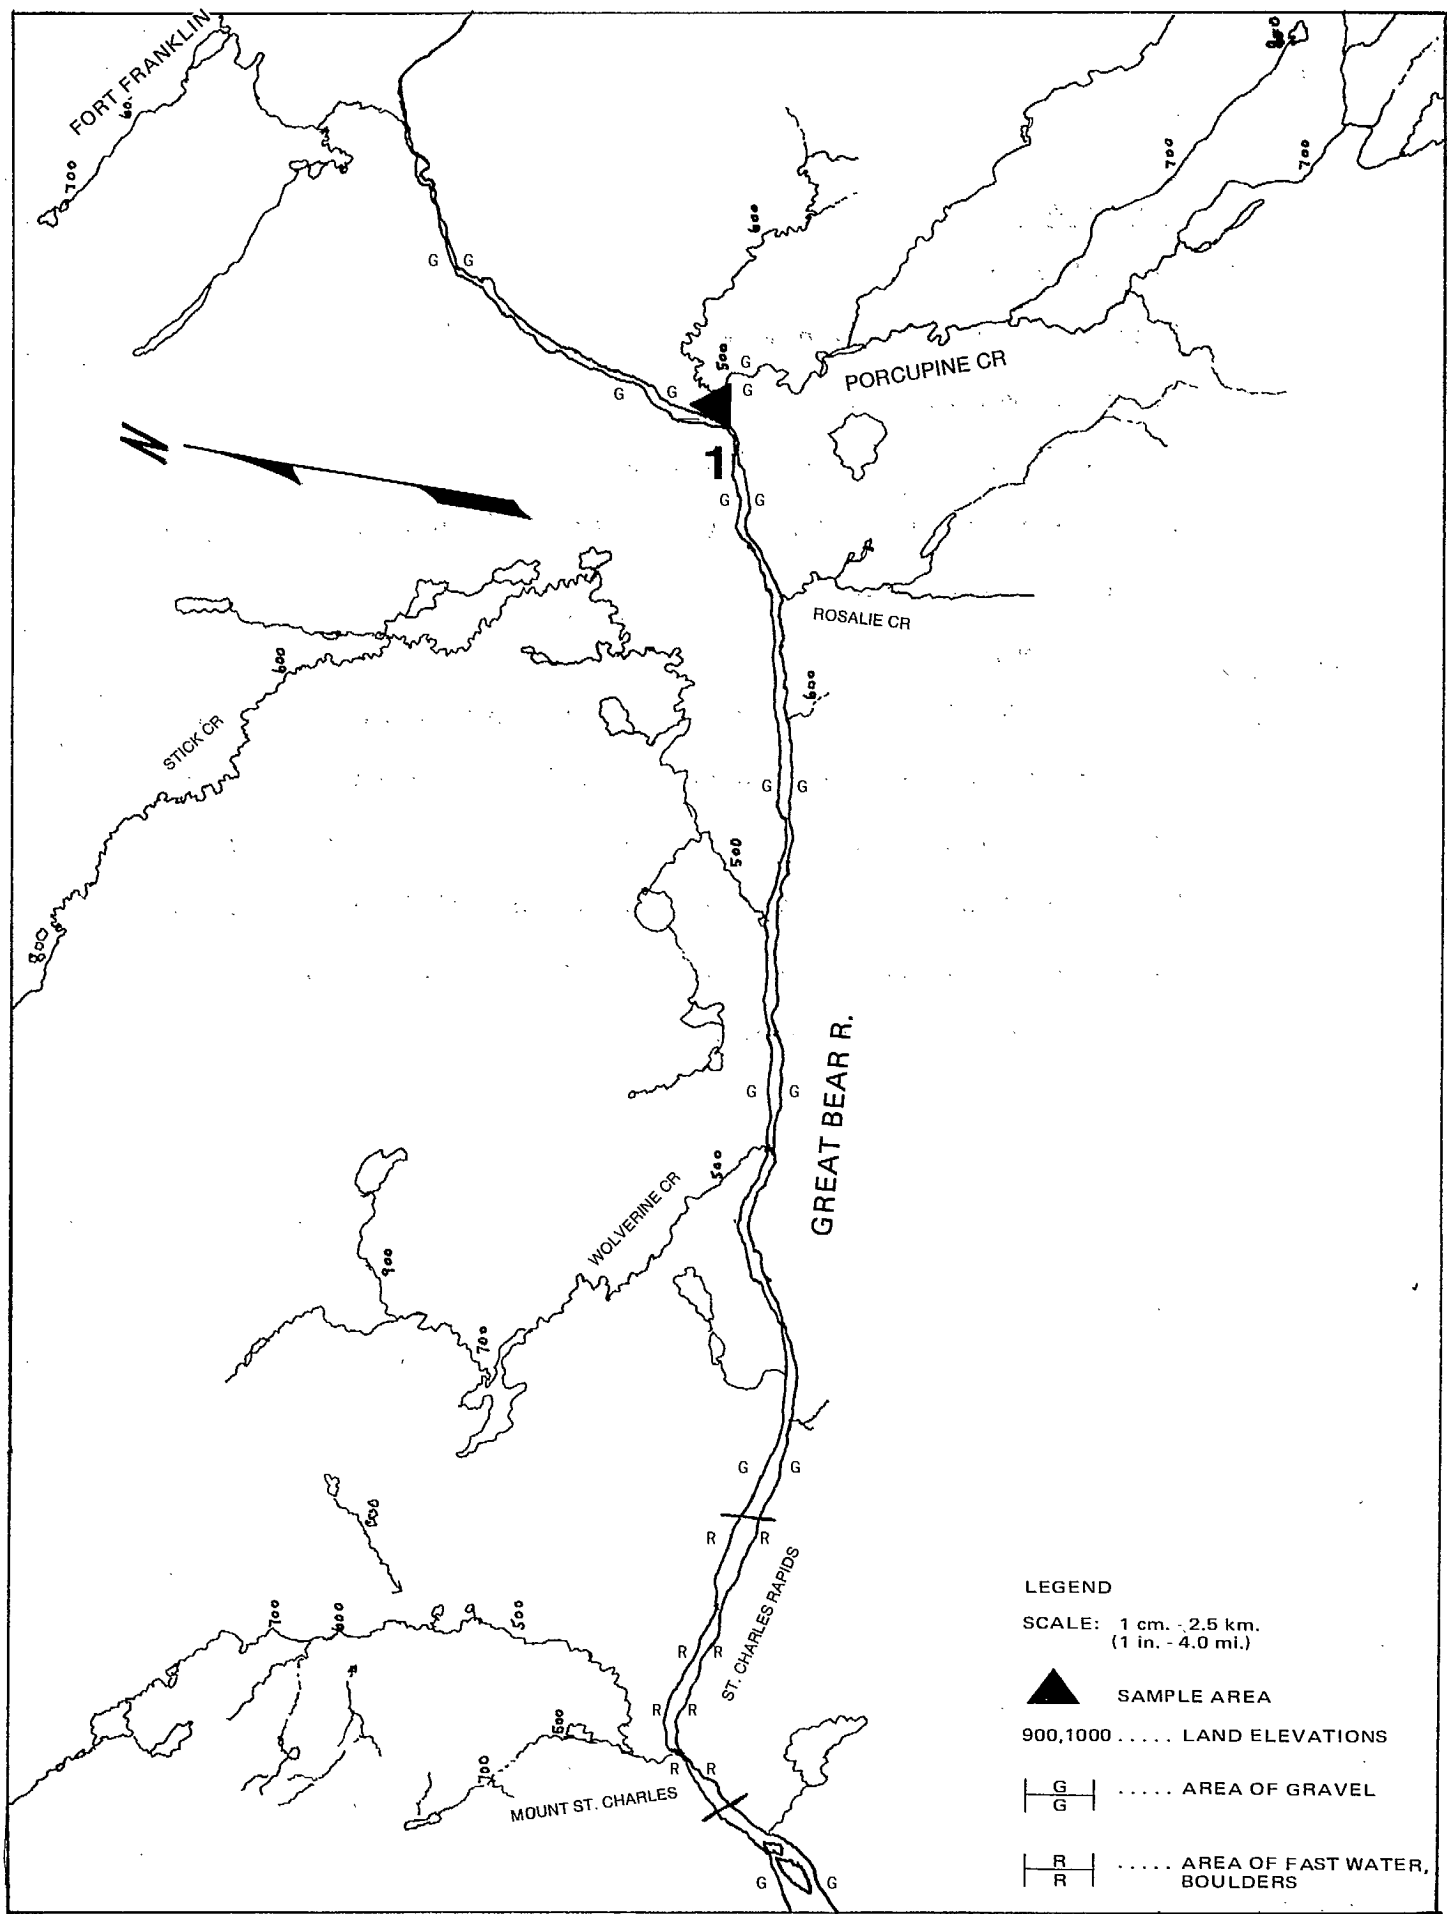 FORT FRANKLIN
60
700
850
700
700
600
G G
500
G
G
G G
PORCUPINE CR
N
1
G G
ROSALIE CR
600
600
STICK CR
G G
500
800
GREAT BEAR R.
G G
500
WOLVERINE CR
900
700
G G
800
R R
ST. CHARLES RAPIDS
700
600
500
R R
R R
600
700
R R
MOUNT ST. CHARLES
G G
LEGEND
SCALE: 1 cm. - 2.5 km.
(1 in. - 4.0 mi.)
SAMPLE AREA
900,1000 ..... LAND ELEVATIONS
G
G ..... AREA OF GRAVEL
R
R ..... AREA OF FAST WATER,
BOULDERS